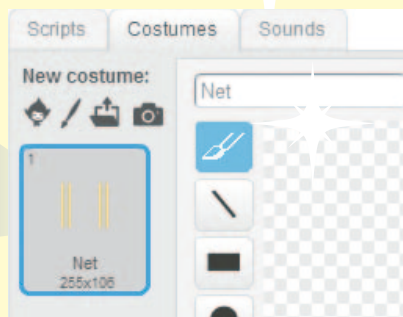 Scripts Costumes Sounds
New costume:
Net
1
Net
255x106